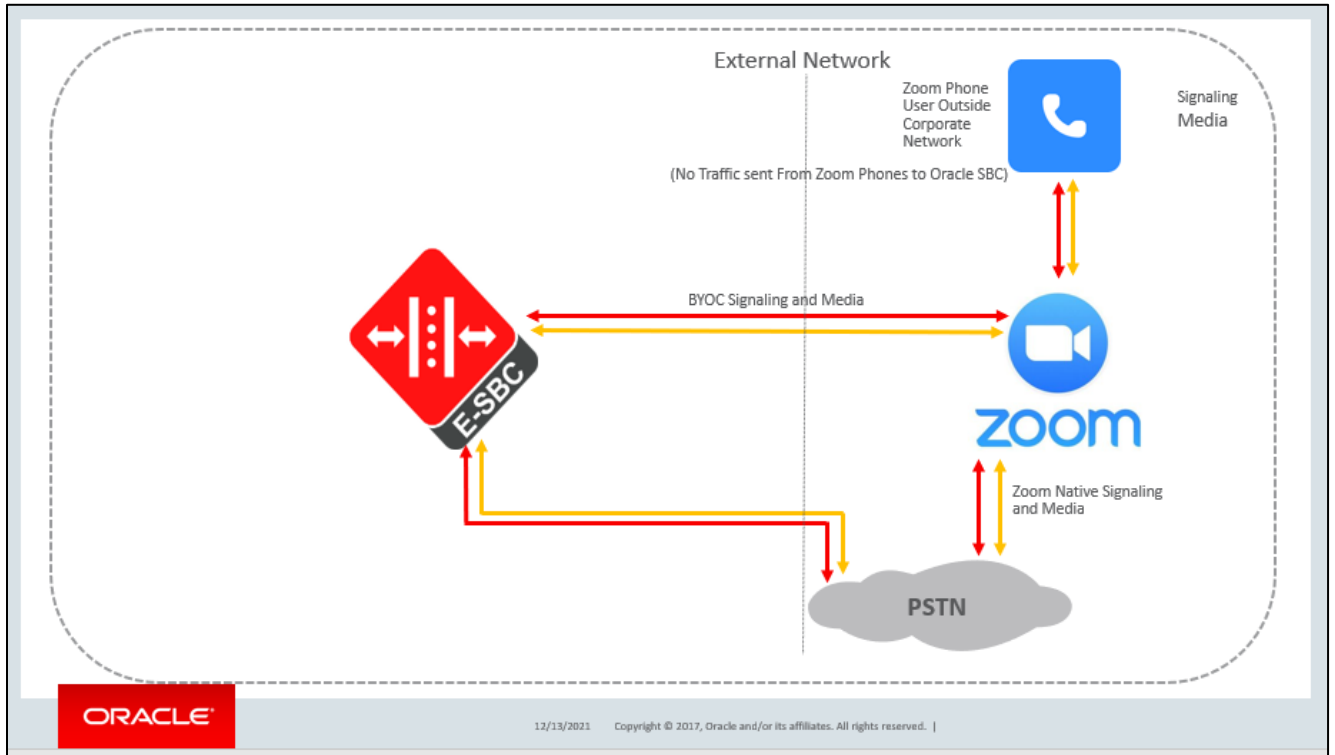 External Network
Zoom Phone
User Outside
Corporate
Network
Signaling
Media
(No Traffic sent From Zoom Phones to Oracle SBC)
BYOC Signaling and Media
E-SBC
zoom
Zoom Native Signaling
and Media
PSTN
ORACLE®
12/13/2021 Copyright © 2017, Oracle and/or its affiliates. All rights reserved. |